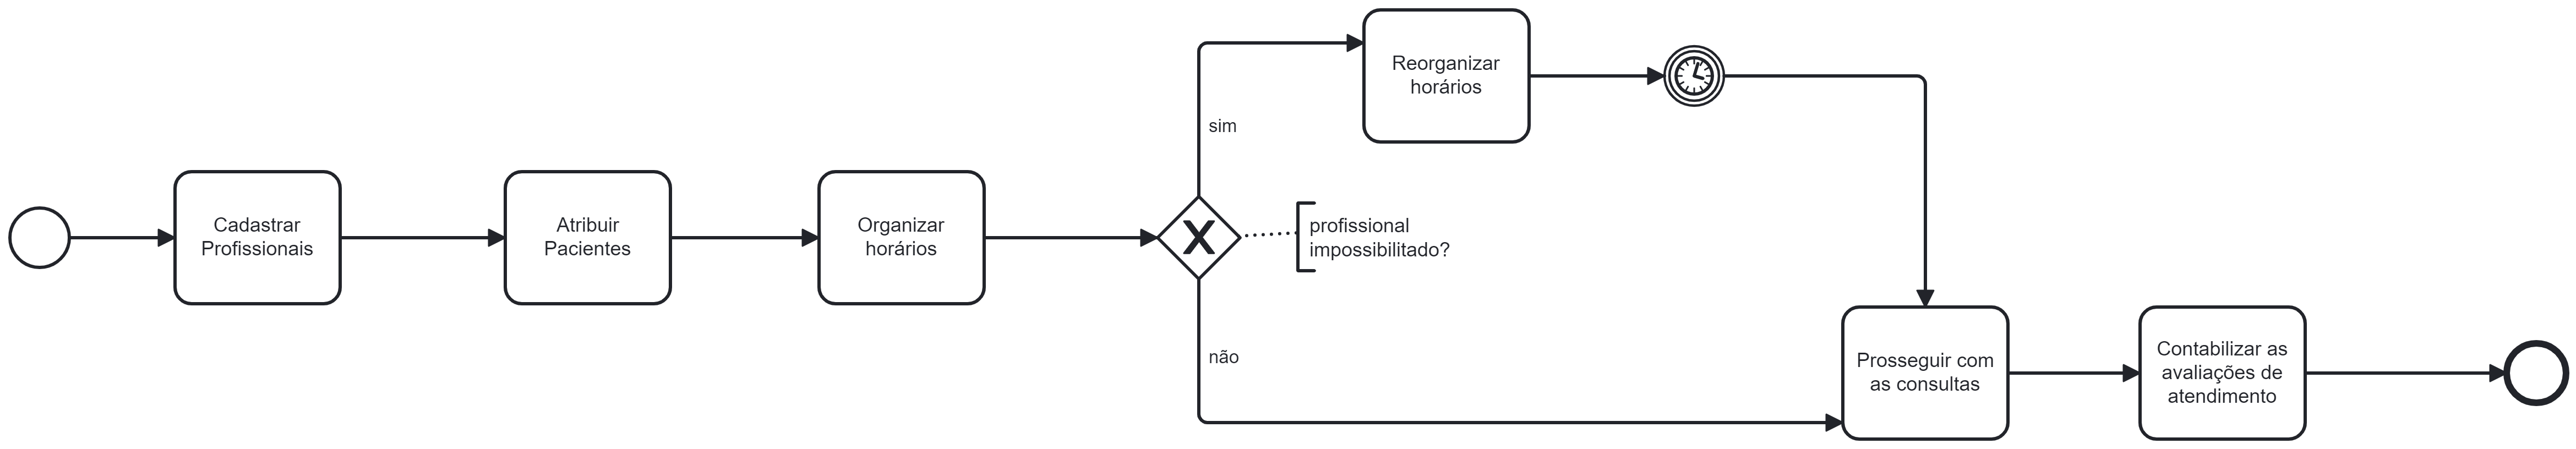 Cadastrar
Profissionais
Atribuir
Pacientes
Organizar
horários
profissional
impossibilitado?
sim
Reorganizar
horários
não
Prosseguir com
as consultas
Contabilizar as
avaliações de
atendimento